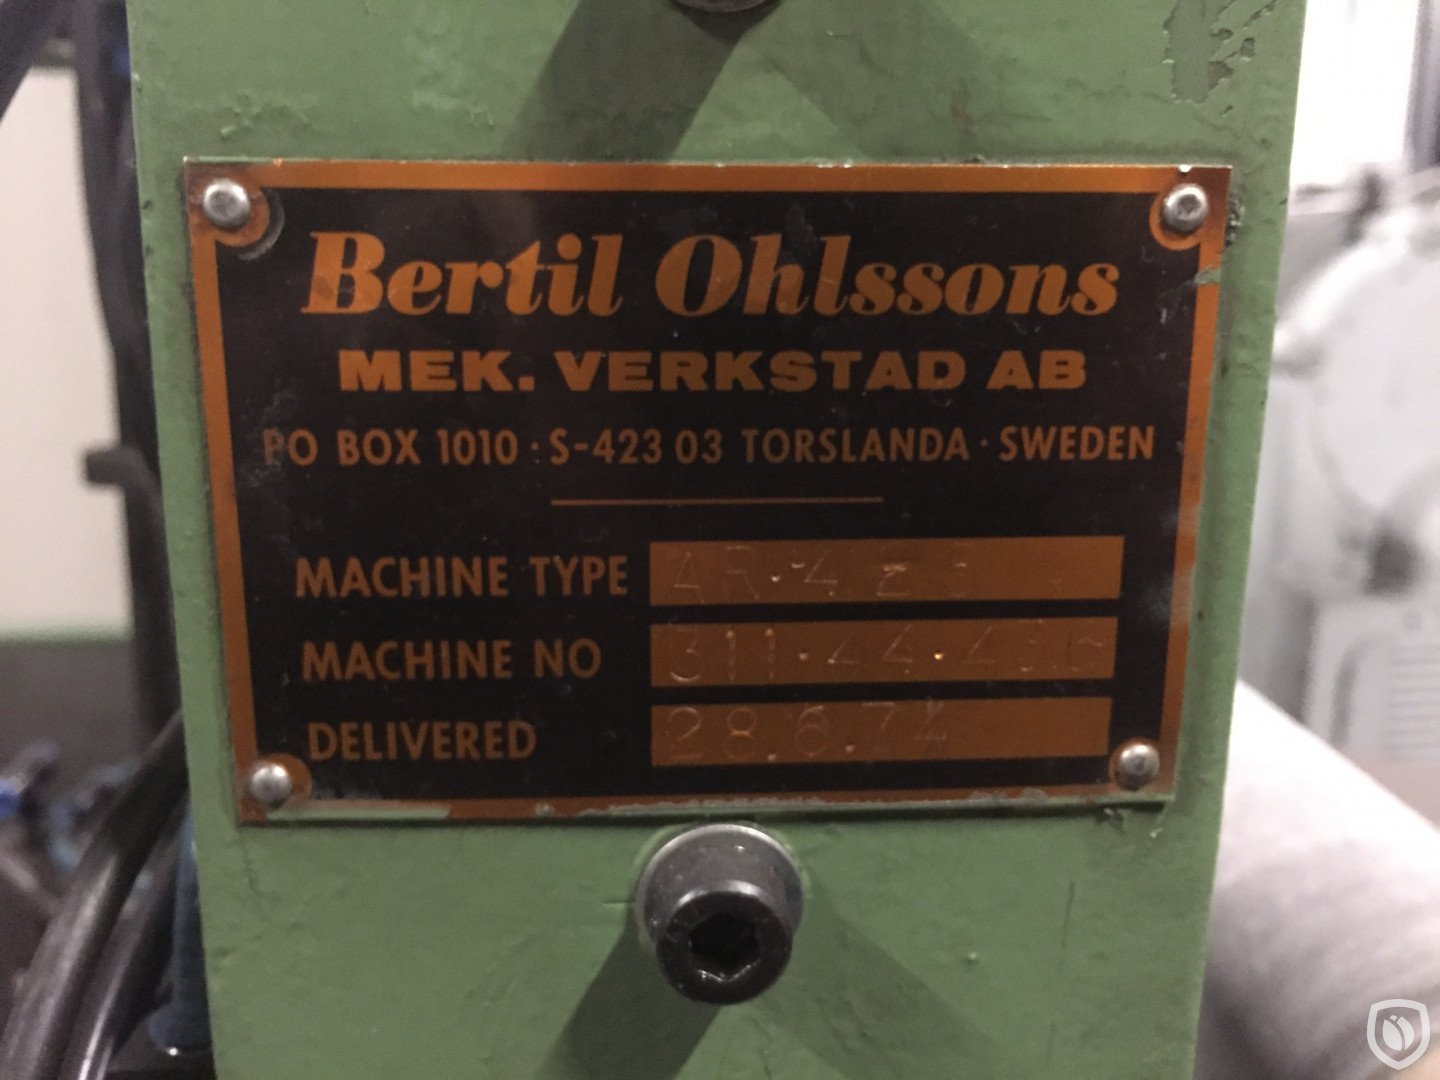 Bertil Ohlssons
MEK. VERKSTAD AB
PO BOX 1010 · S-423 03 TORSLANDA · SWEDEN
MACHINE TYPE
MACHINE NO
DELIVERED 28.6.74